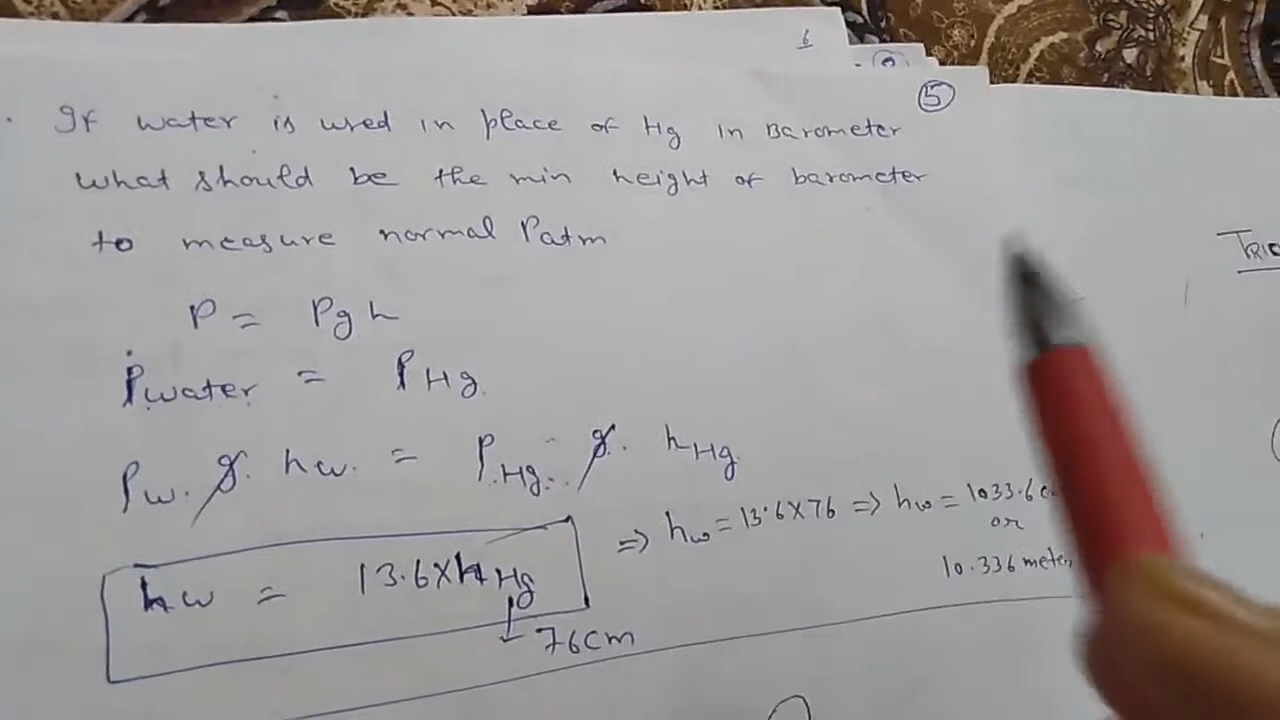 6
5
If water is used in place of Hg in Barometer
what should be the min height of barometer
to measure normal Patm
P = ρgh
Pwater = PHg
ρw. g. hw. = ρHg. g. hHg
hw = 13.6×hHg
76cm
⇒ hw = 13.6×76 ⇒ hw = 1033.6
or
10.336 meter